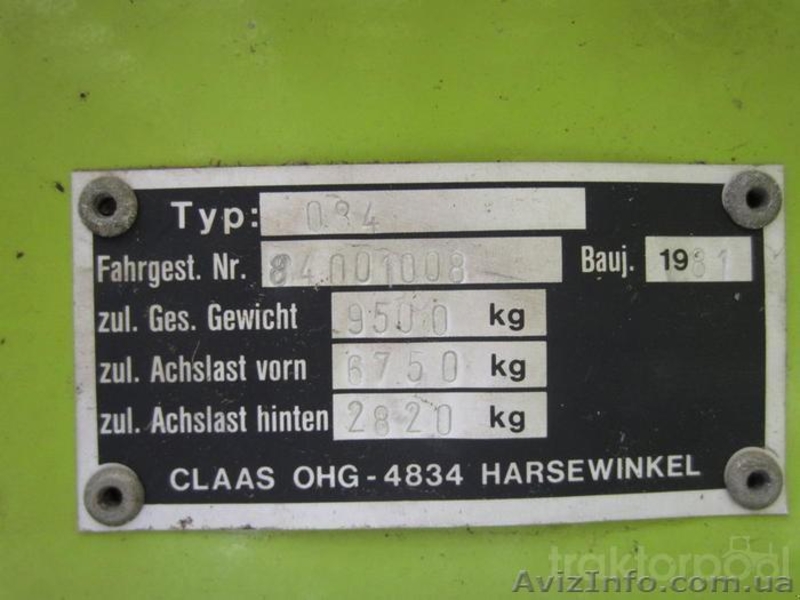 Typ: 084
Fahrgest. Nr. 84001008 Bauj. 1981
zul. Ges. Gewicht 9500 kg
zul. Achslast vorn 6750 kg
zul. Achslast hinten 2820 kg
CLAAS OHG - 4834 HARSEWINKEL
traktorpool
AvizInfo.com.ua